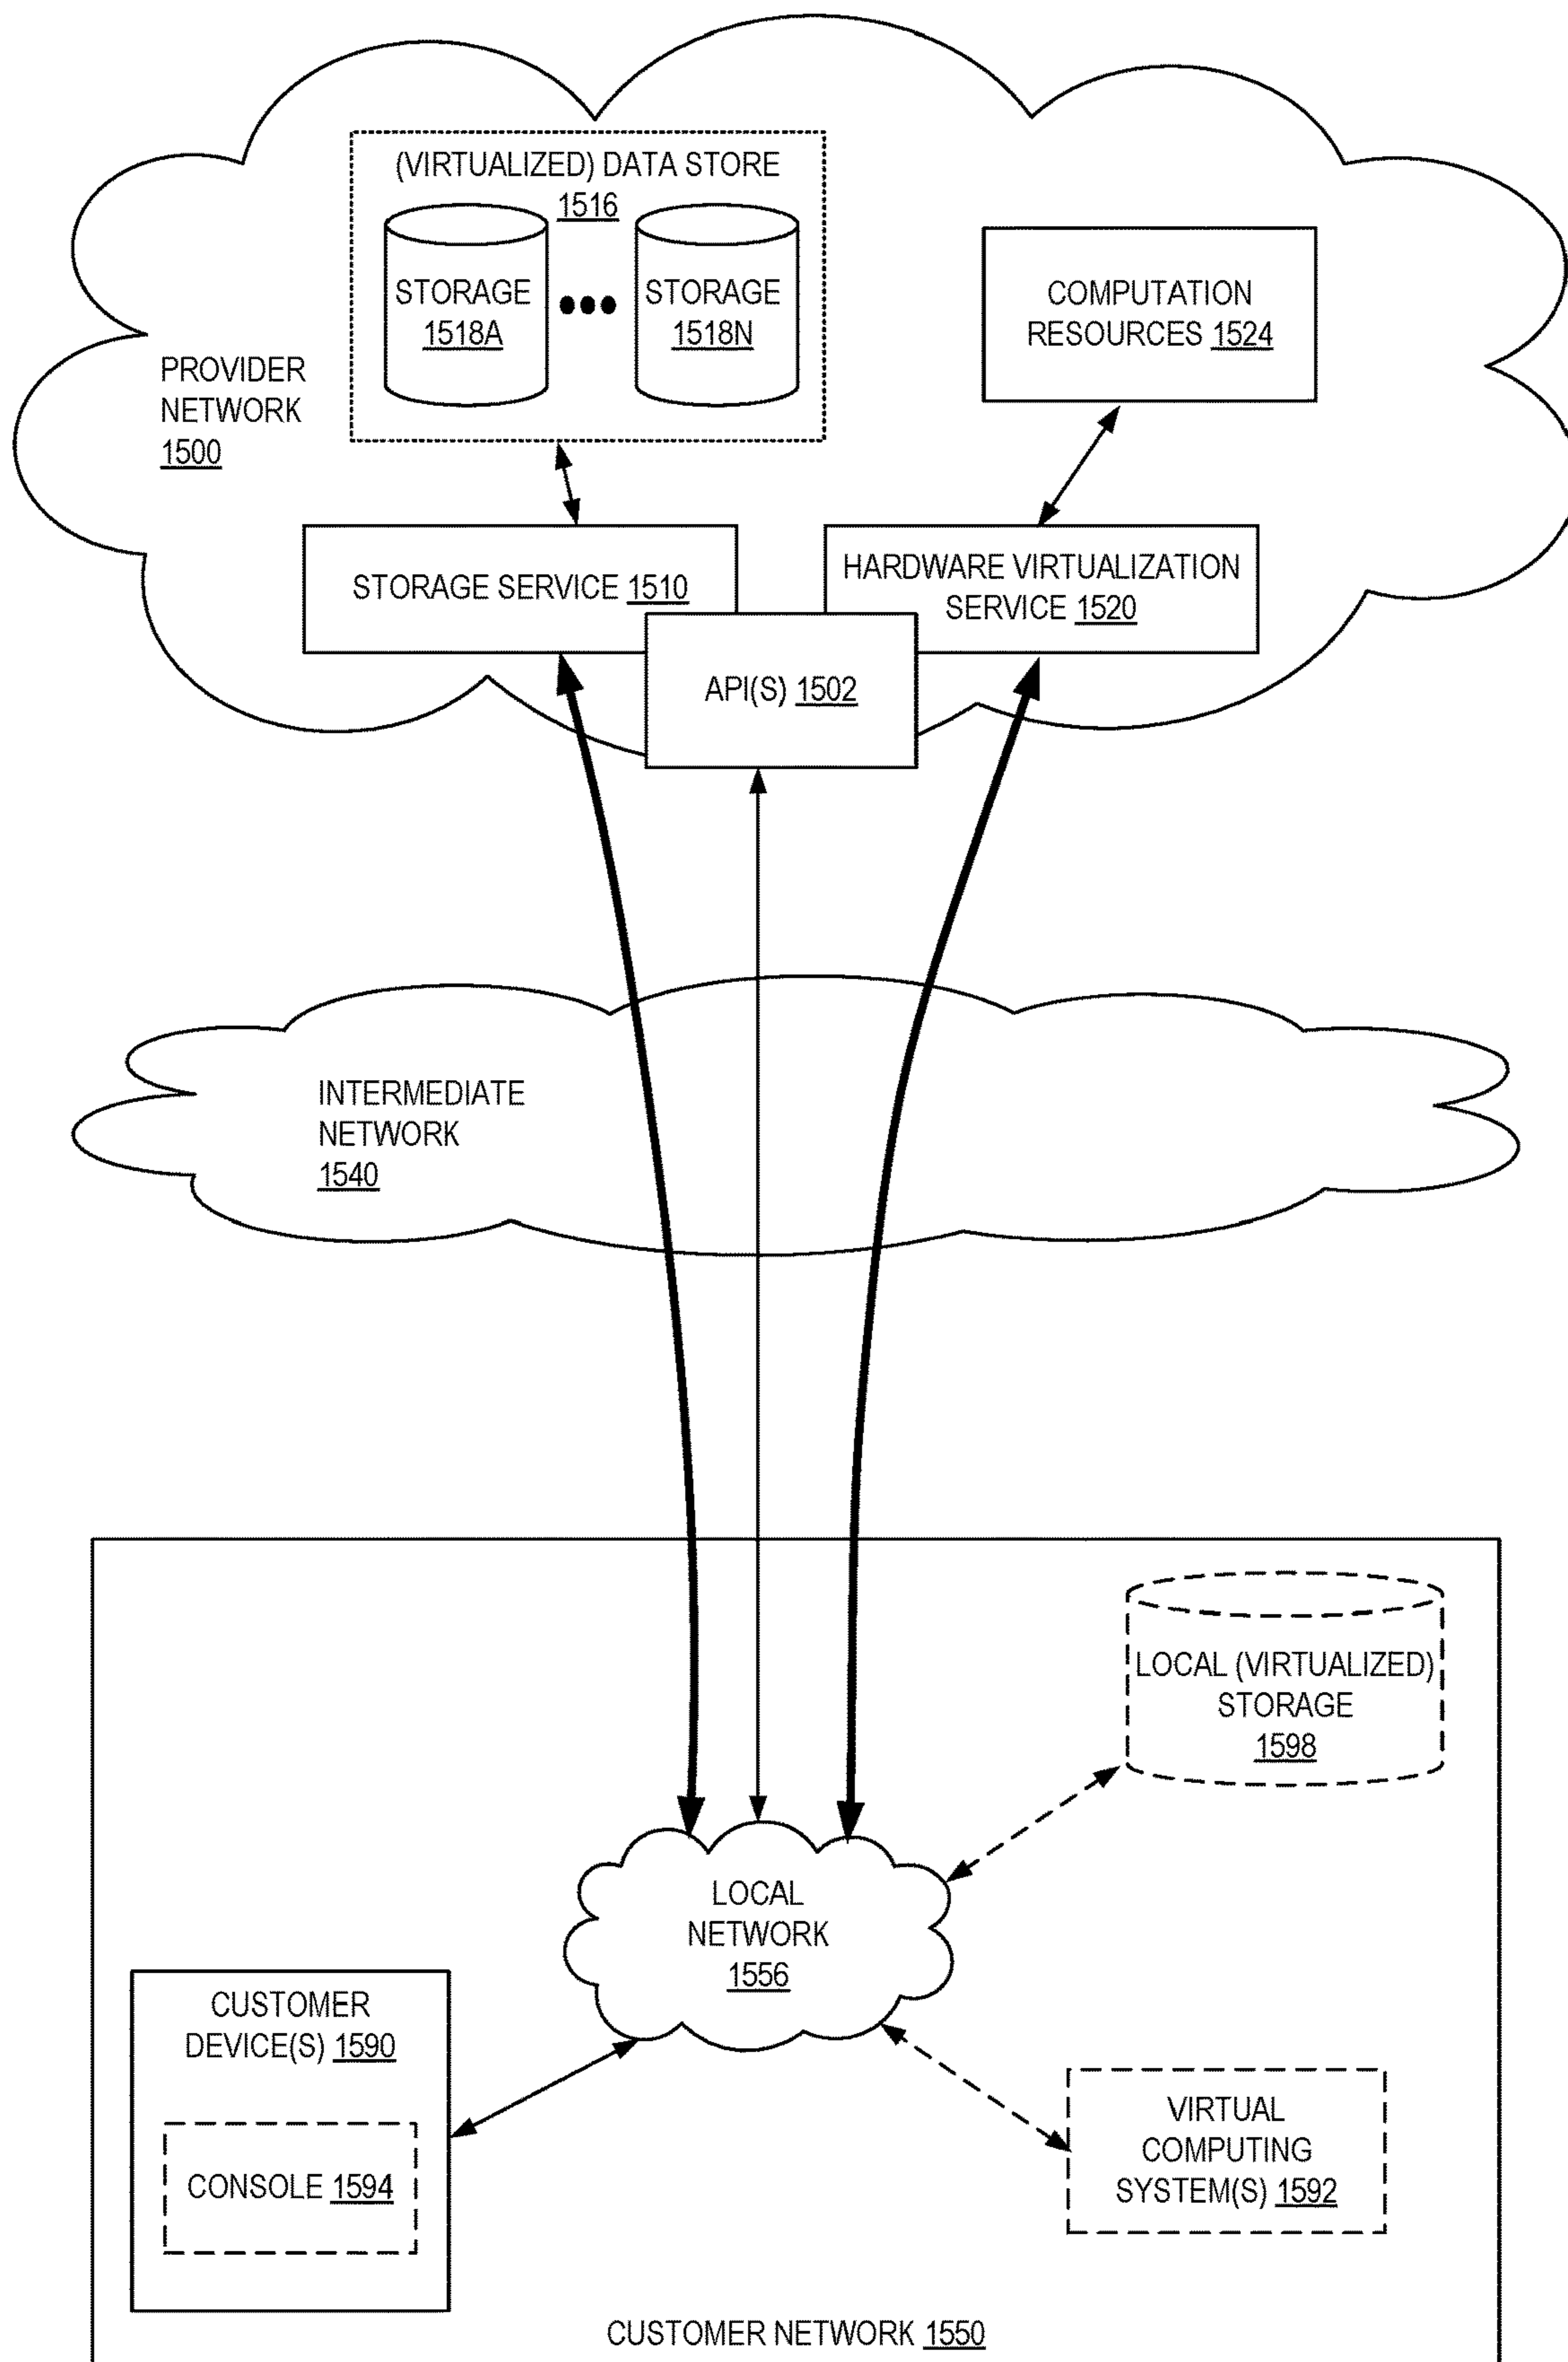 (VIRTUALIZED) DATA STORE
1516
STORAGE
1518A
STORAGE
1518N
COMPUTATION
RESOURCES 1524
PROVIDER
NETWORK
1500
STORAGE SERVICE 1510
HARDWARE VIRTUALIZATION
SERVICE 1520
API(S) 1502
INTERMEDIATE
NETWORK
1540
LOCAL (VIRTUALIZED)
STORAGE
1598
LOCAL
NETWORK
1556
CUSTOMER
DEVICE(S) 1590
CONSOLE 1594
VIRTUAL
COMPUTING
SYSTEM(S) 1592
CUSTOMER NETWORK 1550